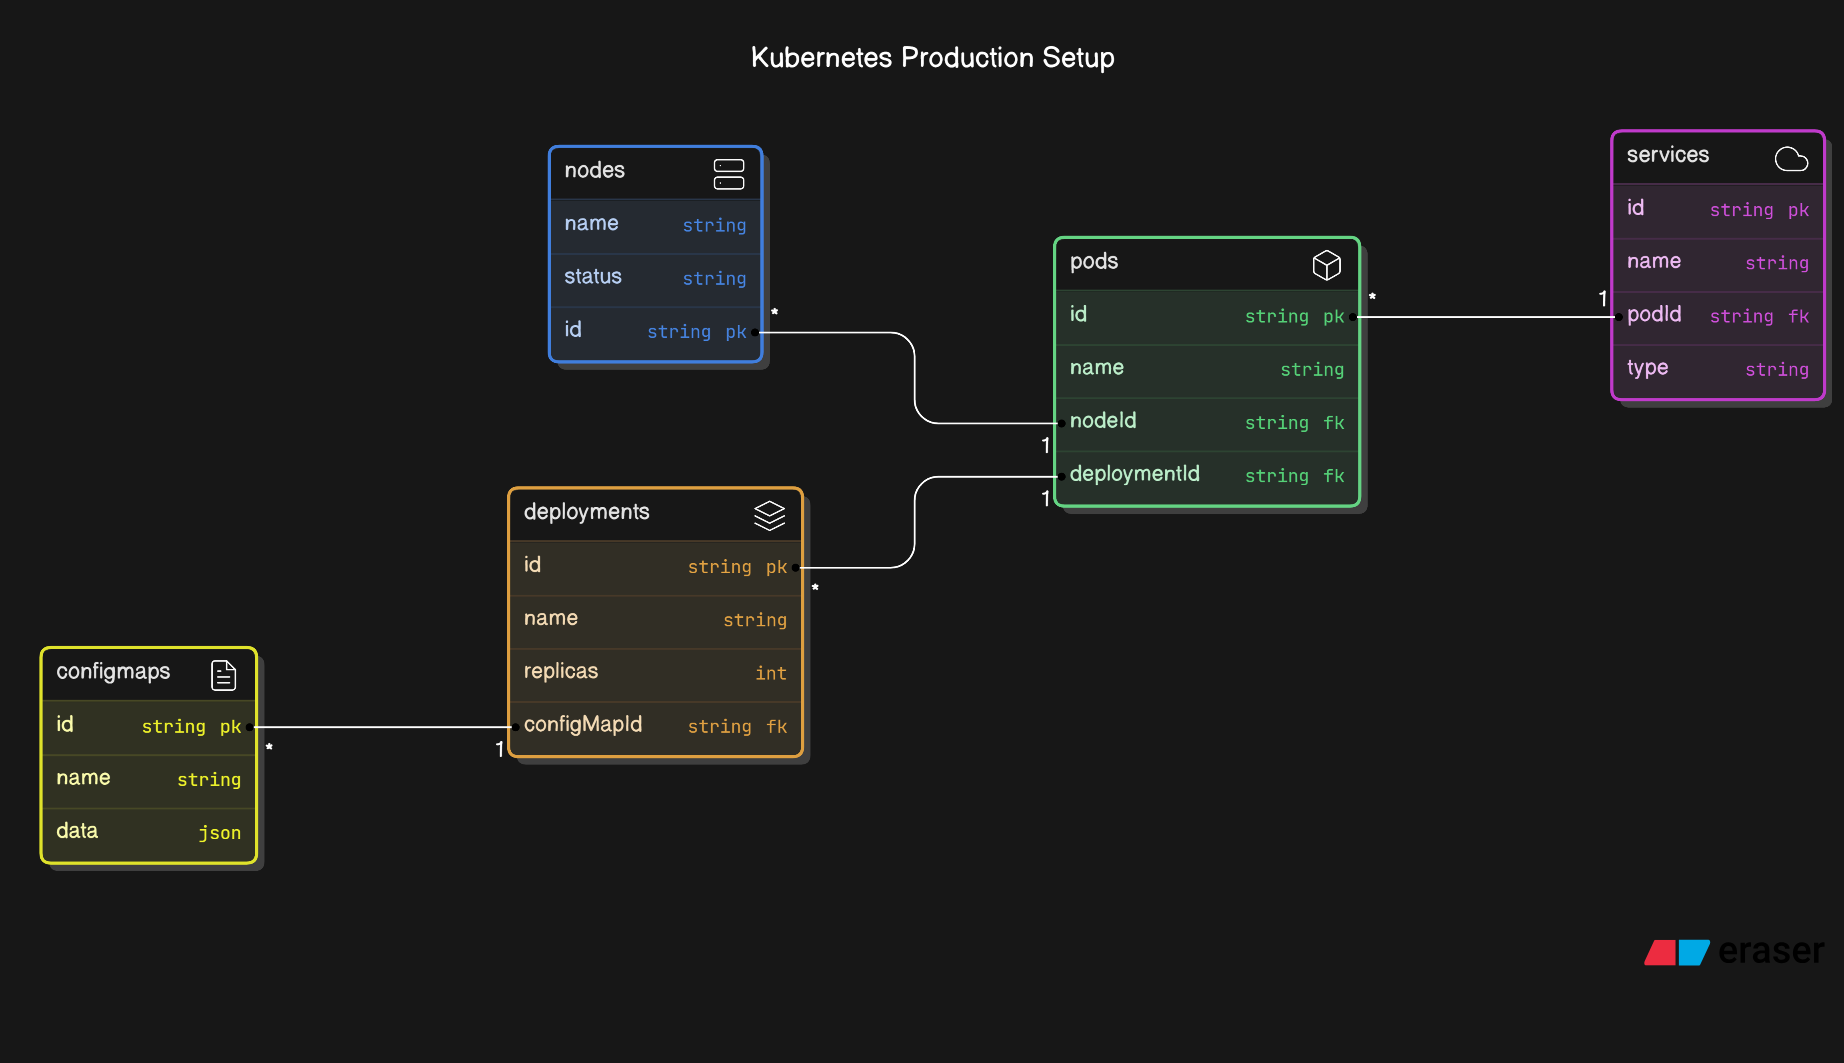 Kubernetes Production Setup
nodes
name string
status string
id string pk
*
services
id string pk
name string
1
podId string fk
type string
pods
*
id string pk
name string
nodeId string fk
1
deploymentId string fk
1
deployments
id string pk
*
name string
replicas int
configMapId string fk
1
configmaps
id string pk
*
name string
data json
eraser